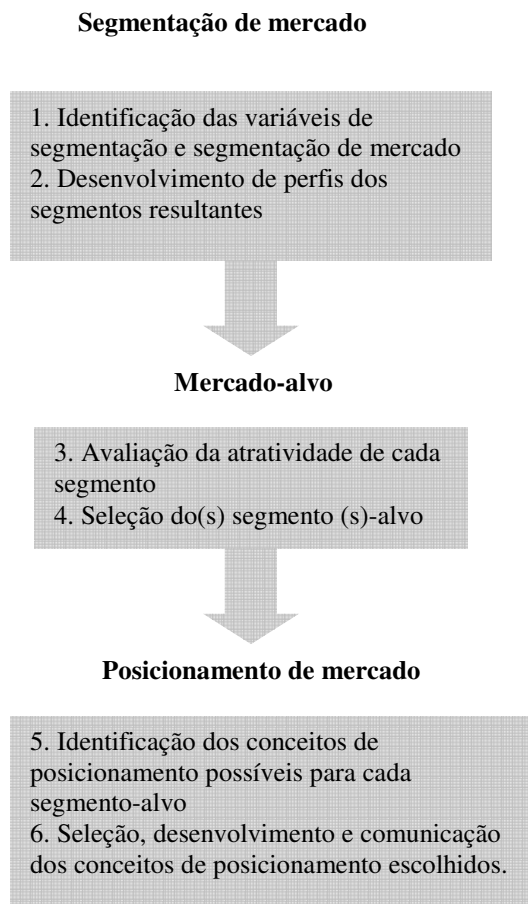 Segmentação de mercado
1. Identificação das variáveis de
segmentação e segmentação de mercado
2. Desenvolvimento de perfis dos
segmentos resultantes
Mercado-alvo
3. Avaliação da atratividade de cada
segmento
4. Seleção do(s) segmento (s)-alvo
Posicionamento de mercado
5. Identificação dos conceitos de
posicionamento possíveis para cada
segmento-alvo
6. Seleção, desenvolvimento e comunicação
dos conceitos de posicionamento escolhidos.